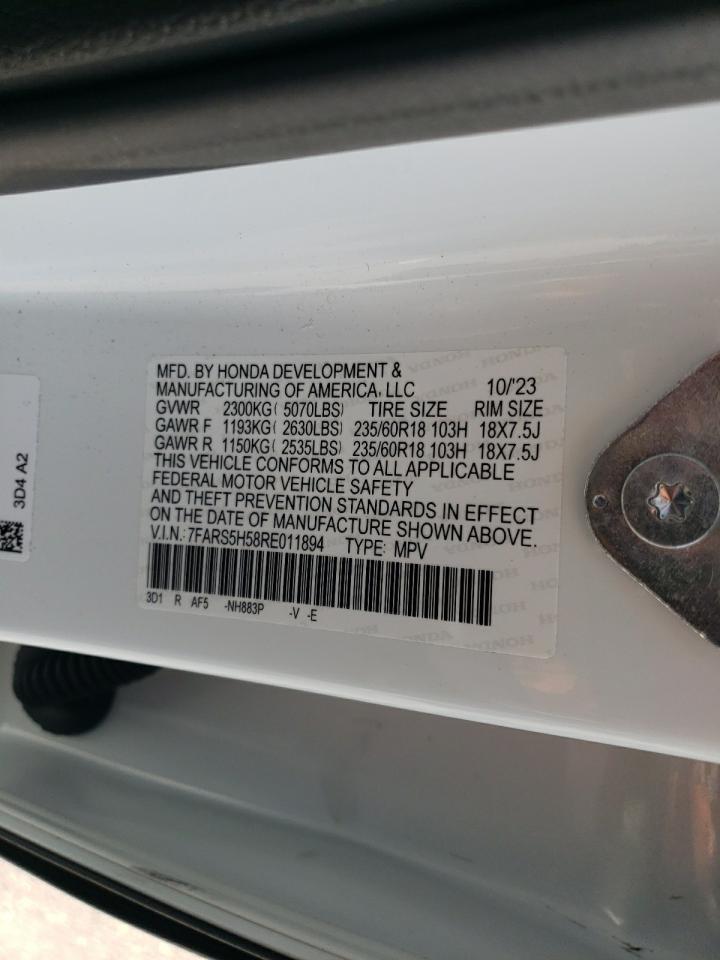 MFD. BY HONDA DEVELOPMENT &
MANUFACTURING OF AMERICA, LLC 10/'23
GVWR 2300KG( 5070LBS) TIRE SIZE RIM SIZE
GAWR F 1193KG( 2630LBS) 235/60R18 103H 18X7.5J
GAWR R 1150KG( 2535LBS) 235/60R18 103H 18X7.5J
THIS VEHICLE CONFORMS TO ALL APPLICABLE
FEDERAL MOTOR VEHICLE SAFETY
AND THEFT PREVENTION STANDARDS IN EFFECT
ON THE DATE OF MANUFACTURE SHOWN ABOVE.
V.I.N.: 7FARS5H58RE011894 TYPE: MPV
3D1 R AF5 -NH883P -V -E
3D4 A2